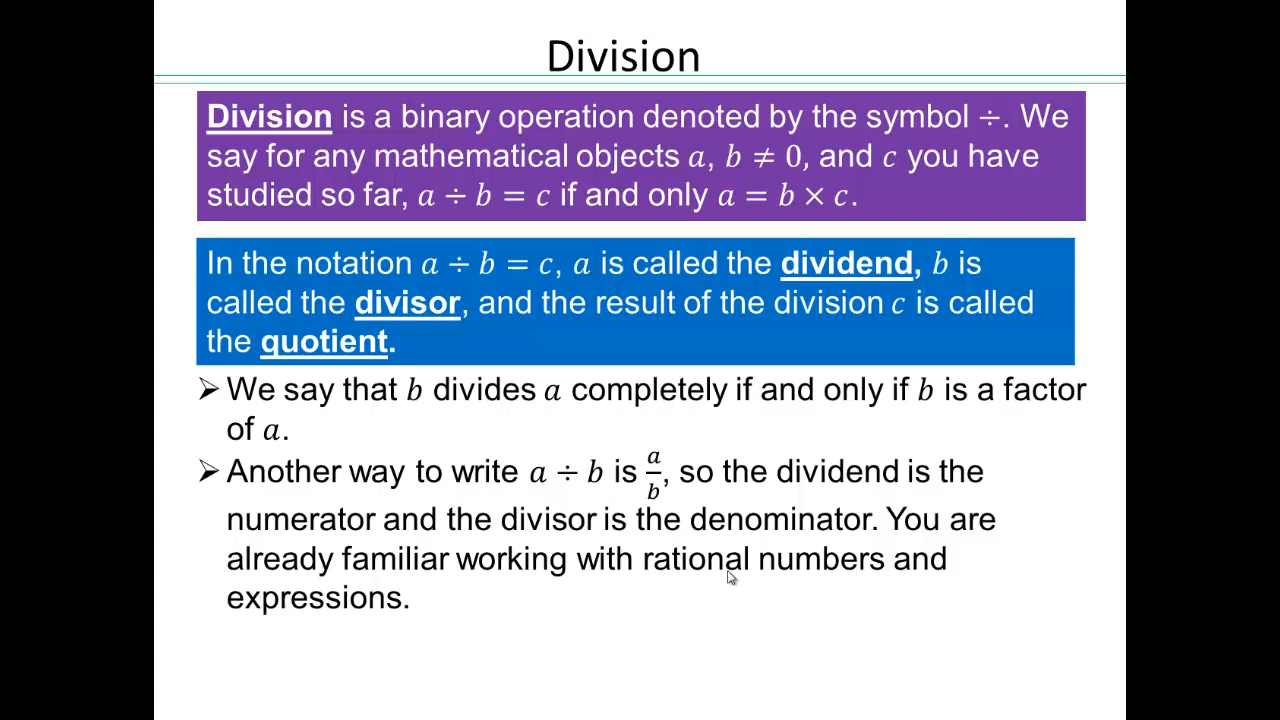 Division
Division is a binary operation denoted by the symbol ÷. We
say for any mathematical objects a, b ≠ 0, and c you have
studied so far, a ÷ b = c if and only a = b × c.
In the notation a ÷ b = c, a is called the dividend, b is
called the divisor, and the result of the division c is called
the quotient.
➢ We say that b divides a completely if and only if b is a factor
of a.
➢ Another way to write a ÷ b is a/b, so the dividend is the
numerator and the divisor is the denominator. You are
already familiar working with rational numbers and
expressions.